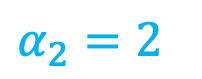 α₂ = 2